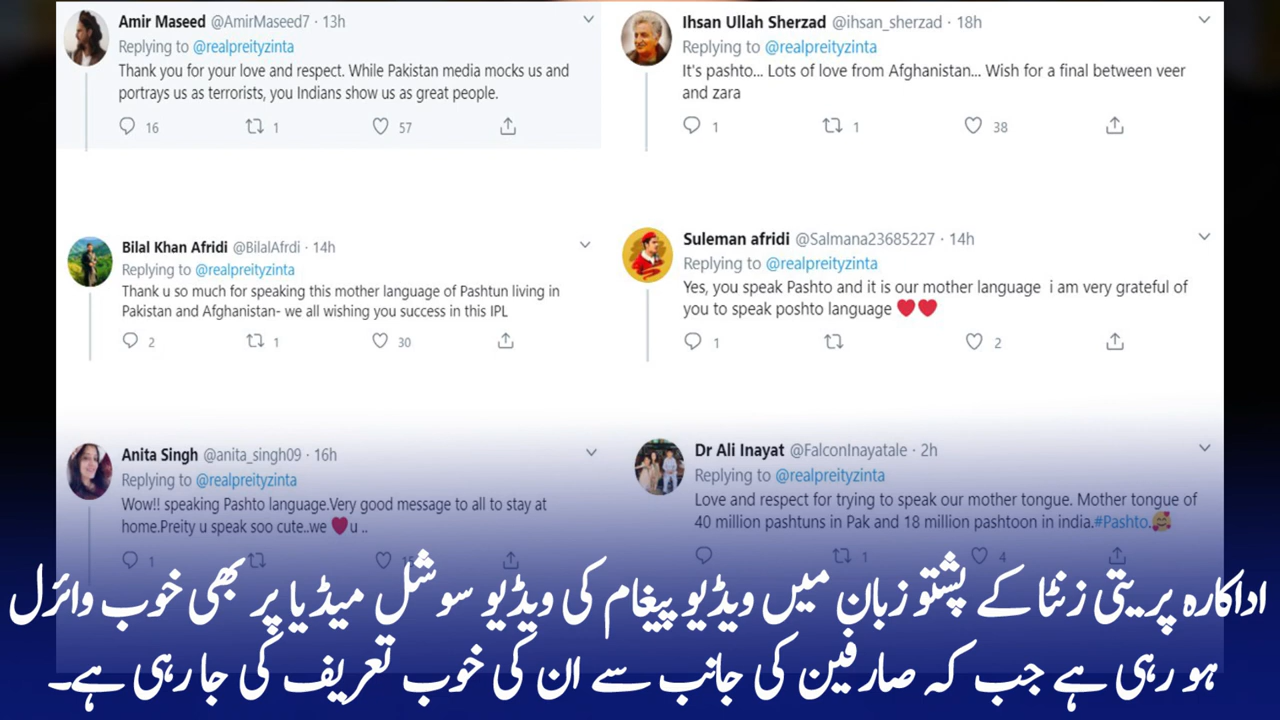 Amir Maseed @AmirMaseed7 · 13h
Replying to @realpreityzinta
Thank you for your love and respect. While Pakistan media mocks us and
portrays us as terrorists, you Indians show us as great people.
16 1 57
Ihsan Ullah Sherzad @ihsan_sherzad · 18h
Replying to @realpreityzinta
It's pashto... Lots of love from Afghanistan... Wish for a final between veer
and zara
1 1 38
Bilal Khan Afridi @BilalAfrdi · 14h
Replying to @realpreityzinta
Thank u so much for speaking this mother language of Pashtun living in
Pakistan and Afghanistan- we all wishing you success in this IPL
2 1 30
Suleman afridi @Salmana23685227 · 14h
Replying to @realpreityzinta
Yes, you speak Pashto and it is our mother language i am very grateful of
you to speak poshto language ❤️❤️
1 2
Anita Singh @anita_singh09 · 16h
Replying to @realpreityzinta
Wow!! speaking Pashto language.Very good message to all to stay at
home.Preity u speak soo cute..we ❤️u ..
1
Dr Ali Inayat @FalconInayatale · 2h
Replying to @realpreityzinta
Love and respect for trying to speak our mother tongue. Mother tongue of
40 million pashtuns in Pak and 18 million pashtoon in india.#Pashto.🥰
1 4
اداکارہ پریتی زنٹا کے پشتو زبان میں ویڈیو پیغام کی ویڈیو سوشل میڈیا پر بھی خوب وائرل
ہو رہی ہے جب کہ صارفین کی جانب سے ان کی خوب تعریف کی جا رہی ہے۔